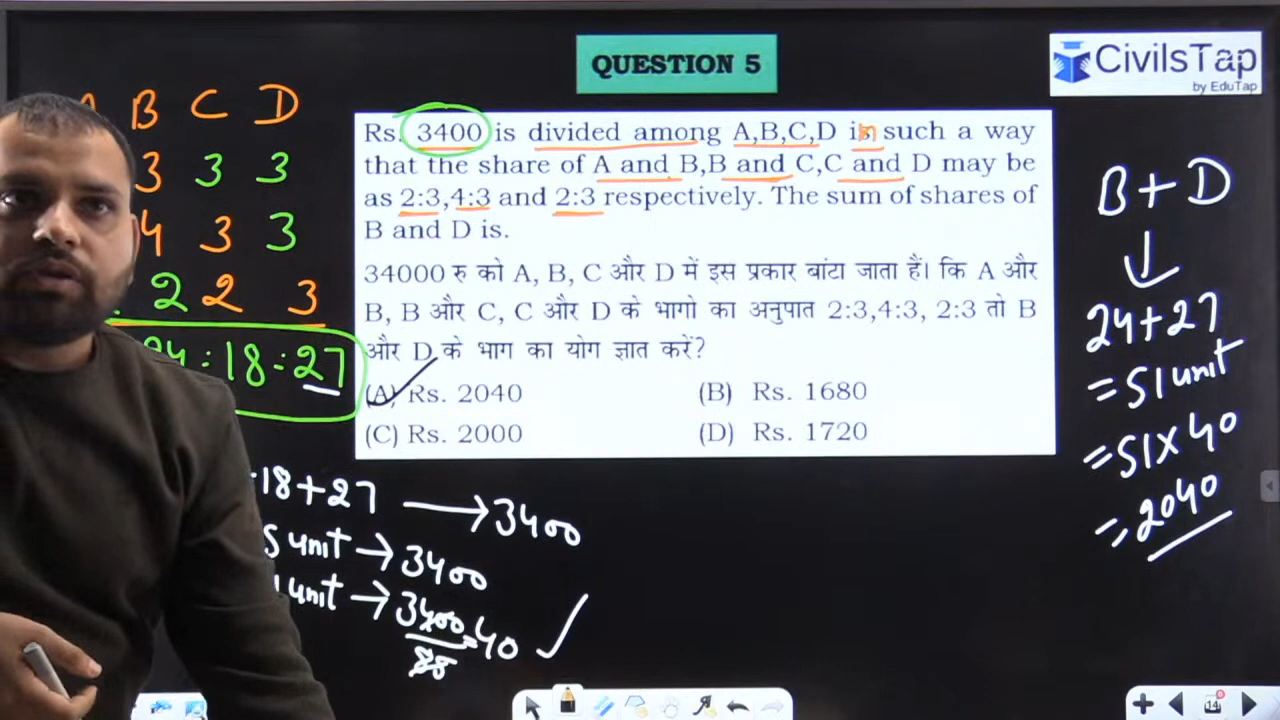 QUESTION 5
CivilsTap
by EduTap
Rs. 3400 is divided among A,B,C,D in such a way
that the share of A and B,B and C,C and D may be
as 2:3,4:3 and 2:3 respectively. The sum of shares of
B and D is.
34000 रु को A, B, C और D में इस प्रकार बांटा जाता हैं। कि A और
B, B और C, C और D के भागो का अनुपात 2:3,4:3, 2:3 तो B
और D के भाग का योग ज्ञात करें?
(A) Rs. 2040 (B) Rs. 1680
(C) Rs. 2000 (D) Rs. 1720
B C D
3 3 3
4 3 3
2 2 3
: 18 : 27
18+27 → 3400
5 unit → 3400
unit → 3400
=40
B + D
24+27
= 51 unit
= 51 x 40
= 2040
14